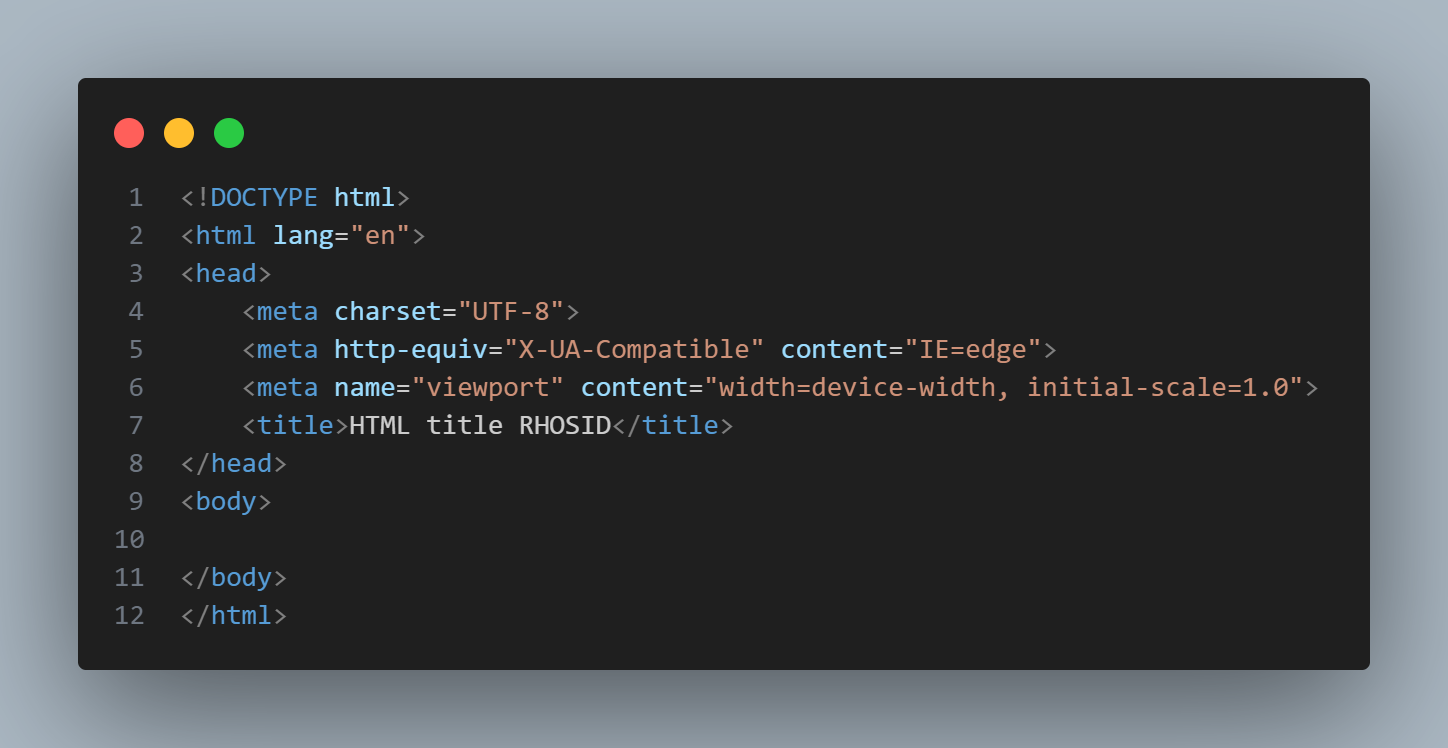 1 <!DOCTYPE html>
2 <html lang="en">
3 <head>
4     <meta charset="UTF-8">
5     <meta http-equiv="X-UA-Compatible" content="IE=edge">
6     <meta name="viewport" content="width=device-width, initial-scale=1.0">
7     <title>HTML title RHOSID</title>
8 </head>
9 <body>
10
11 </body>
12 </html>